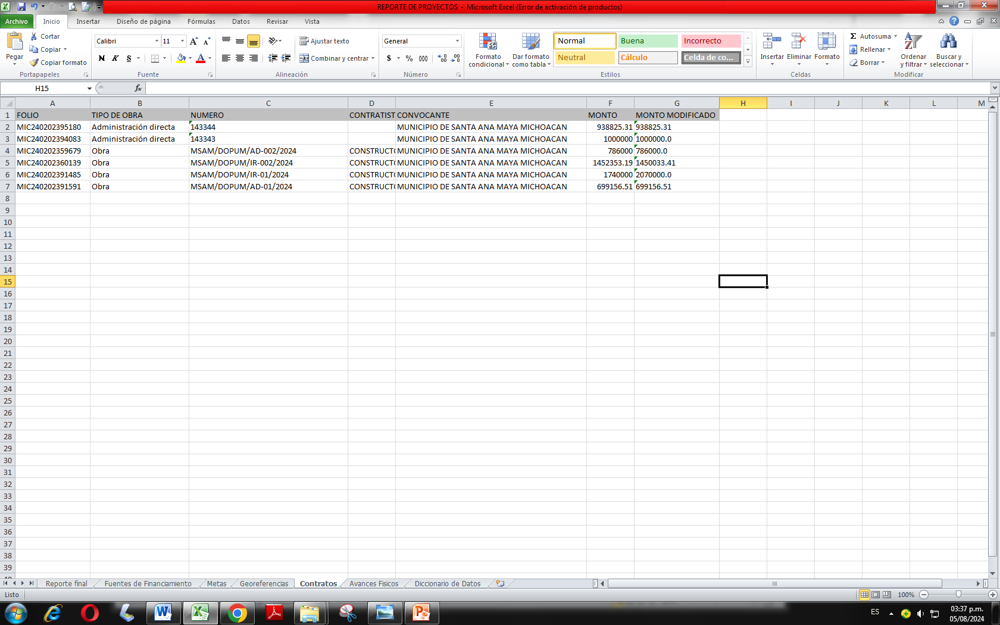 REPORTE DE PROYECTOS - Microsoft Excel (Error de activación de productos)
Archivo Inicio Insertar Diseño de página Fórmulas Datos Revisar Vista
Pegar
Cortar
Copiar
Copiar formato
Portapapeles
Calibri 11
N K S
Fuente
Ajustar texto
Combinar y centrar
Alineación
General
$ % 000
Número
Formato condicional
Dar formato como tabla
Normal Buena Incorrecto
Neutral Cálculo Celda de co...
Estilos
Insertar Eliminar Formato
Celdas
Σ Autosuma
Rellenar
Borrar
Ordenar y filtrar
Buscar y seleccionar
Modificar
H15 fx
A B C D E F G H I J K L M
1 FOLIO TIPO DE OBRA NUMERO CONTRATIST CONVOCANTE MONTO MONTO MODIFICADO
2 MIC240202395180 Administración directa 143344 MUNICIPIO DE SANTA ANA MAYA MICHOACAN 938825.31 938825.31
3 MIC240202394083 Administración directa 143343 MUNICIPIO DE SANTA ANA MAYA MICHOACAN 1000000 1000000.0
4 MIC240202359679 Obra MSAM/DOPUM/AD-002/2024 CONSTRUCTO MUNICIPIO DE SANTA ANA MAYA MICHOACAN 786000 786000.0
5 MIC240202360139 Obra MSAM/DOPUM/IR-002/2024 CONSTRUCTO MUNICIPIO DE SANTA ANA MAYA MICHOACAN 1452353.19 1450033.41
6 MIC240202391485 Obra MSAM/DOPUM/IR-01/2024 CONSTRUCTO MUNICIPIO DE SANTA ANA MAYA MICHOACAN 1740000 2070000.0
7 MIC240202391591 Obra MSAM/DOPUM/AD-01/2024 CONSTRUCTO MUNICIPIO DE SANTA ANA MAYA MICHOACAN 699156.51 699156.51
8
9
10
11
12
13
14
15
16
17
18
19
20
21
22
23
24
25
26
27
28
29
30
31
32
33
34
35
36
37
38
39
Reporte final Fuentes de Financiamiento Metas Georeferencias Contratos Avances Fisicos Diccionario de Datos
Listo 100%
ES 03:37 p.m.
05/08/2024